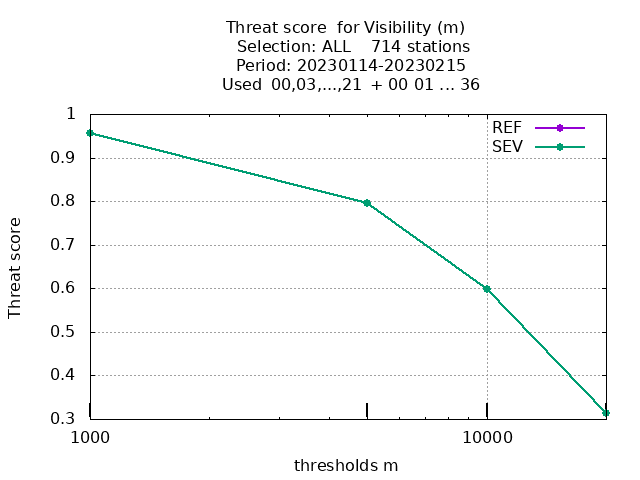 Threat score  for Visibility (m)
Selection: ALL    714 stations
Period: 20230114-20230215
Used  00,03,...,21  + 00 01 ... 36
REF
SEV
1
0.9
0.8
0.7
0.6
0.5
0.4
0.3
Threat score
1000
10000
thresholds m